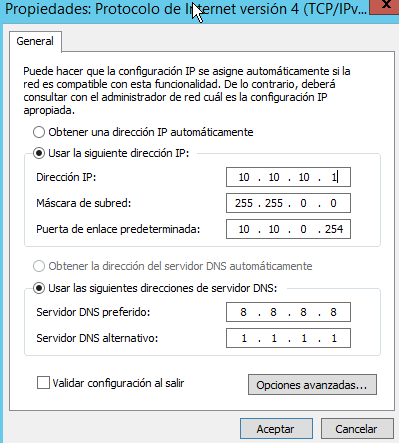 Propiedades: Protocolo de Internet versión 4 (TCP/IPv...
General
Puede hacer que la configuración IP se asigne automáticamente si la
red es compatible con esta funcionalidad. De lo contrario, deberá
consultar con el administrador de red cuál es la configuración IP
apropiada.
Obtener una dirección IP automáticamente
Usar la siguiente dirección IP:
Dirección IP: 10 . 10 . 10 . 1
Máscara de subred: 255 . 255 . 0 . 0
Puerta de enlace predeterminada: 10 . 10 . 0 . 254
Obtener la dirección del servidor DNS automáticamente
Usar las siguientes direcciones de servidor DNS:
Servidor DNS preferido: 8 . 8 . 8 . 8
Servidor DNS alternativo: 1 . 1 . 1 . 1
Validar configuración al salir
Opciones avanzadas...
Aceptar
Cancelar